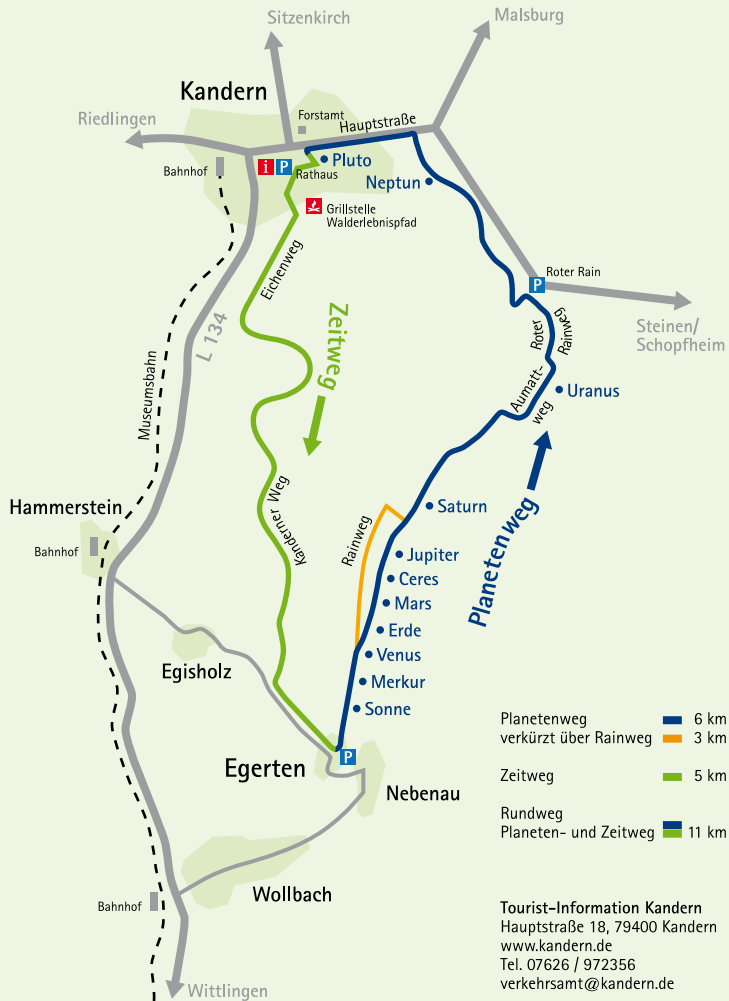 Malsburg
Sitzenkirch
Kandern
Riedlingen
Forstamt
Hauptstraße
Bahnhof
i P
Rathaus
Pluto
Neptun
Grillstelle
Walderlebnispfad
Eichenweg
Roter Rain
P
Steinen/
Schopfheim
Roter
Rainweg
L 134
Zeitweg
Museumsbahn
Aumatt-
weg
Uranus
Hammerstein
Bahnhof
Kanderner Weg
Rainweg
Saturn
Planetenweg
Jupiter
Ceres
Mars
Erde
Venus
Merkur
Sonne
Egisholz
Egerten
P
Nebenau
Wollbach
Bahnhof
Wittlingen
Planetenweg 6 km
verkürzt über Rainweg 3 km
Zeitweg 5 km
Rundweg
Planeten- und Zeitweg 11 km
Tourist-Information Kandern
Hauptstraße 18, 79400 Kandern
www.kandern.de
Tel. 07626 / 972356
verkehrsamt@kandern.de